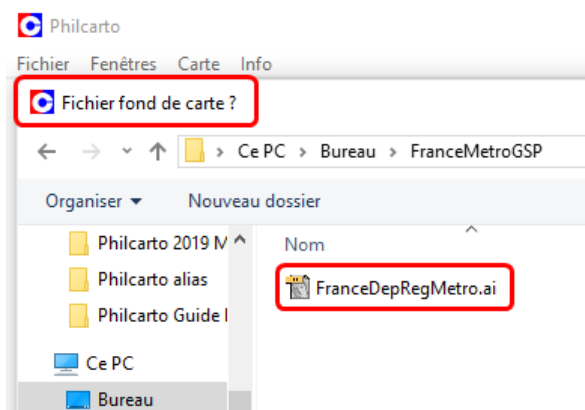 Philcarto
Fichier Fenêtres Carte Info
Fichier fond de carte ?
Ce PC > Bureau > FranceMetroGSP
Organiser Nouveau dossier
Philcarto 2019 M
Nom
Philcarto alias
FranceDepRegMetro.ai
Philcarto Guide
Ce PC
Bureau